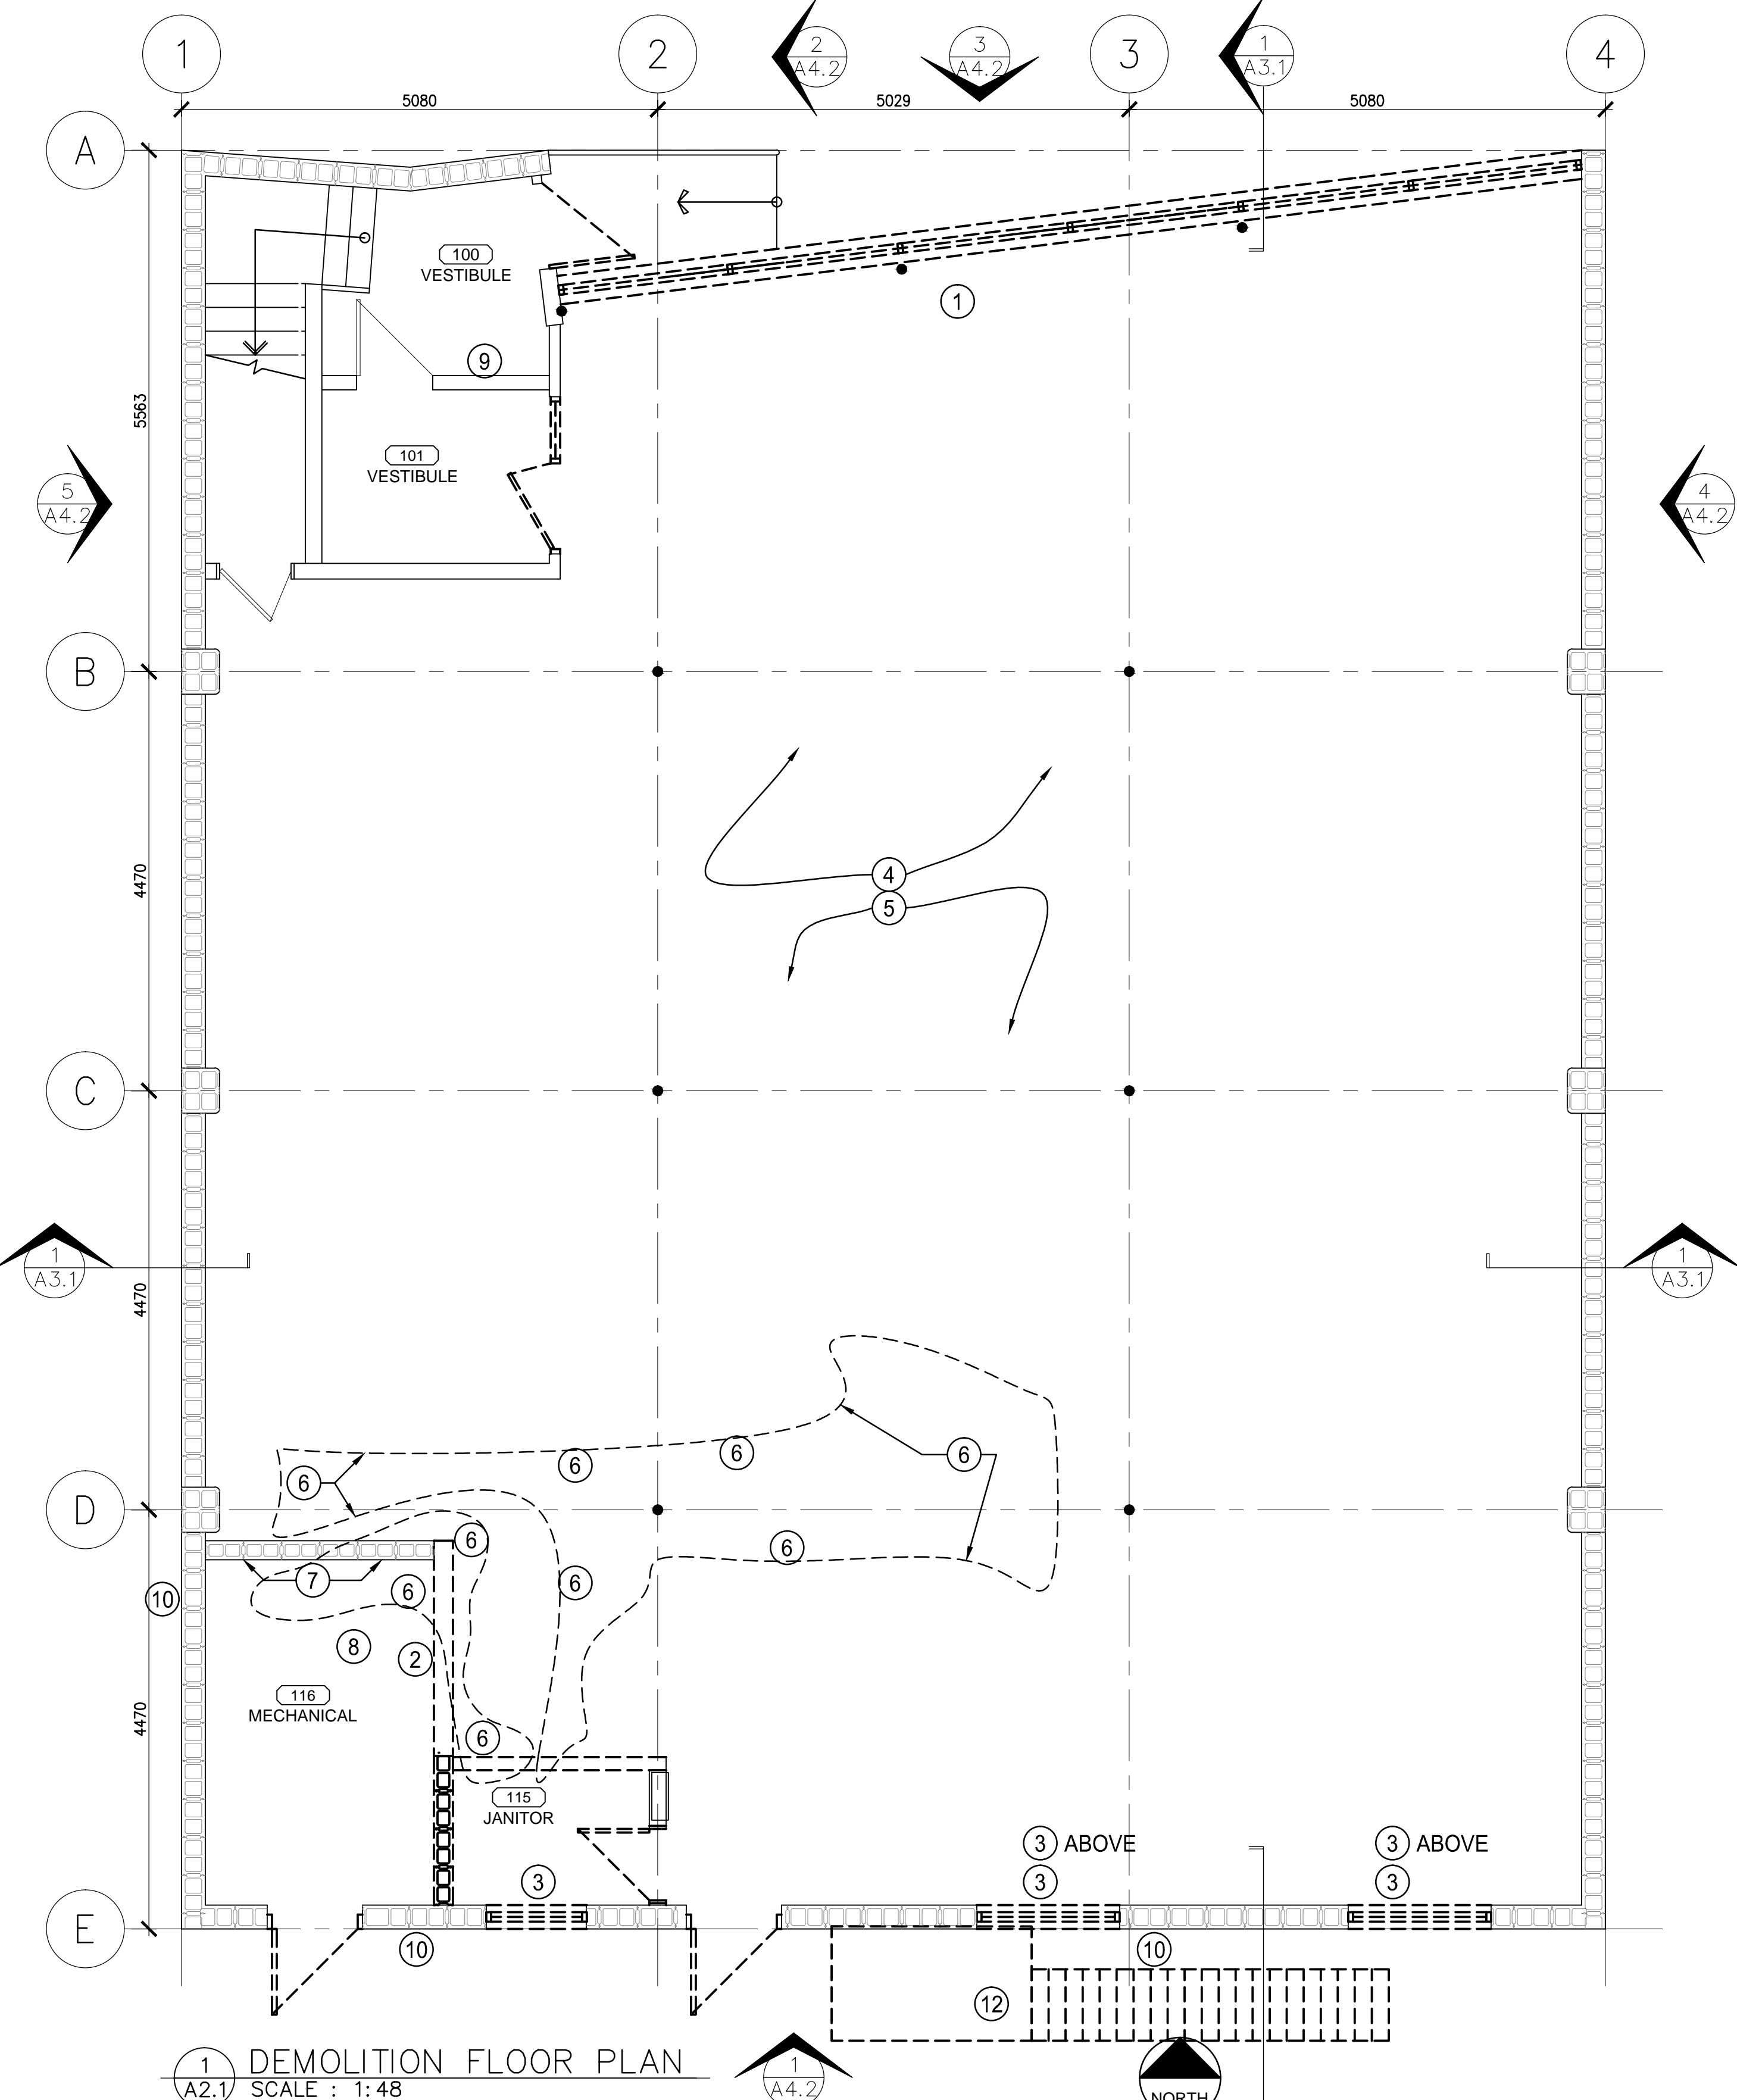 1
2
3
4
2
A4.2
3
A4.2
1
A3.1
5080
5029
5080
A
100
VESTIBULE
1
9
5563
101
VESTIBULE
5
A4.2
4
A4.2
B
4470
4
5
C
1
A3.1
1
A3.1
4470
6
6
6
6
D
6
6
7
6
6
10
8
2
116
MECHANICAL
4470
6
115
JANITOR
3 ABOVE
3 ABOVE
3
3
3
E
10
10
12
1
A2.1
DEMOLITION FLOOR PLAN
SCALE : 1:48
1
A4.2
NORTH